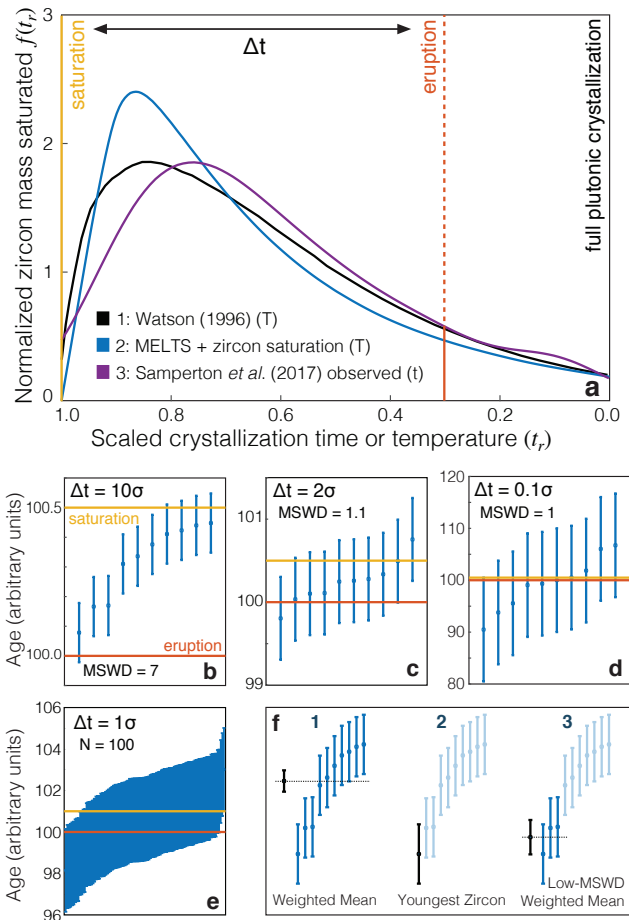 3
2
1
0
Normalized zircon mass saturated f(t_r)
saturation
Δt
eruption
full plutonic crystallization
1: Watson (1996) (T)
2: MELTS + zircon saturation (T)
3: Samperton et al. (2017) observed (t)
a
1.0
0.8
0.6
0.4
0.2
0.0
Scaled crystallization time or temperature (t_r)
Age (arbitrary units)
100.5
100.0
Δt = 10σ
saturation
eruption
MSWD = 7
b
101
100
99
Δt = 2σ
MSWD = 1.1
c
120
110
100
90
80
Δt = 0.1σ
MSWD = 1
d
Age (arbitrary units)
106
104
102
100
98
96
Δt = 1σ
N = 100
e
f
1
2
3
Weighted Mean
Youngest Zircon
Low-MSWD
Weighted Mean